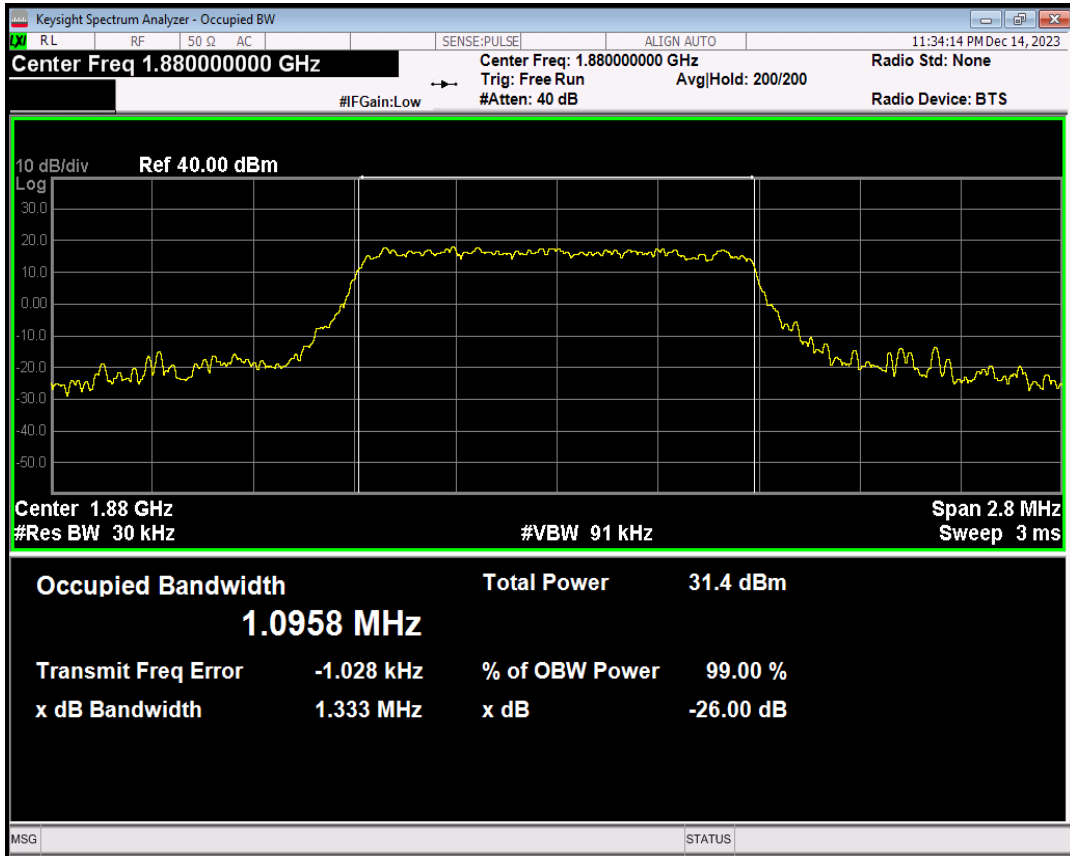 Keysight Spectrum Analyzer - Occupied BW
LXI RL RF 50 Ω AC SENSE:PULSE ALIGN AUTO 11:34:14 PM Dec 14, 2023
Center Freq 1.880000000 GHz Center Freq: 1.880000000 GHz Radio Std: None
Trig: Free Run Avg|Hold: 200/200
#IFGain:Low #Atten: 40 dB Radio Device: BTS
10 dB/div Ref 40.00 dBm
Log
30.0
20.0
10.0
0.00
-10.0
-20.0
-30.0
-40.0
-50.0
Center 1.88 GHz Span 2.8 MHz
#Res BW 30 kHz #VBW 91 kHz Sweep 3 ms
Occupied Bandwidth Total Power 31.4 dBm
1.0958 MHz
Transmit Freq Error -1.028 kHz % of OBW Power 99.00 %
x dB Bandwidth 1.333 MHz x dB -26.00 dB
MSG STATUS